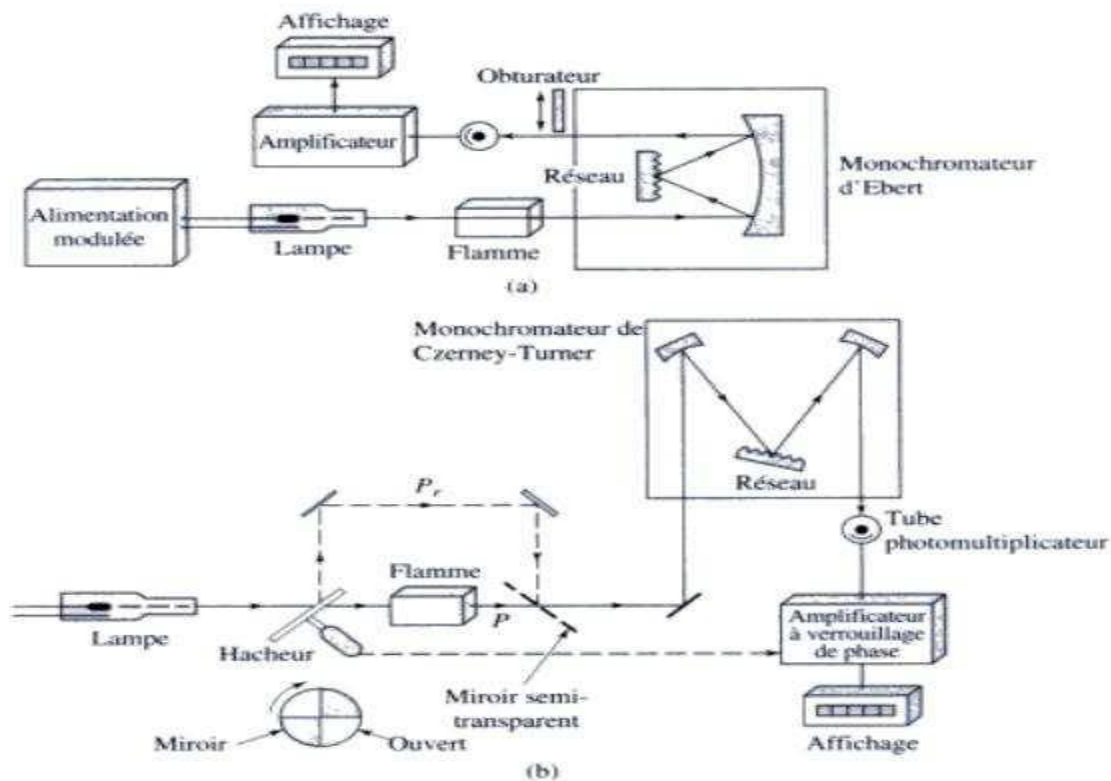 Affichage
Obturateur
Amplificateur
Réseau
Monochromateur
d'Ebert
Alimentation
modulée
Lampe
Flamme
(a)
Monochromateur de
Czerney-Turner
Réseau
P_r
Tube
photomultiplicateur
Flamme
P
Lampe
Hacheur
Amplificateur
à verrouillage
de phase
Miroir semi-
transparent
Miroir
Ouvert
Affichage
(b)